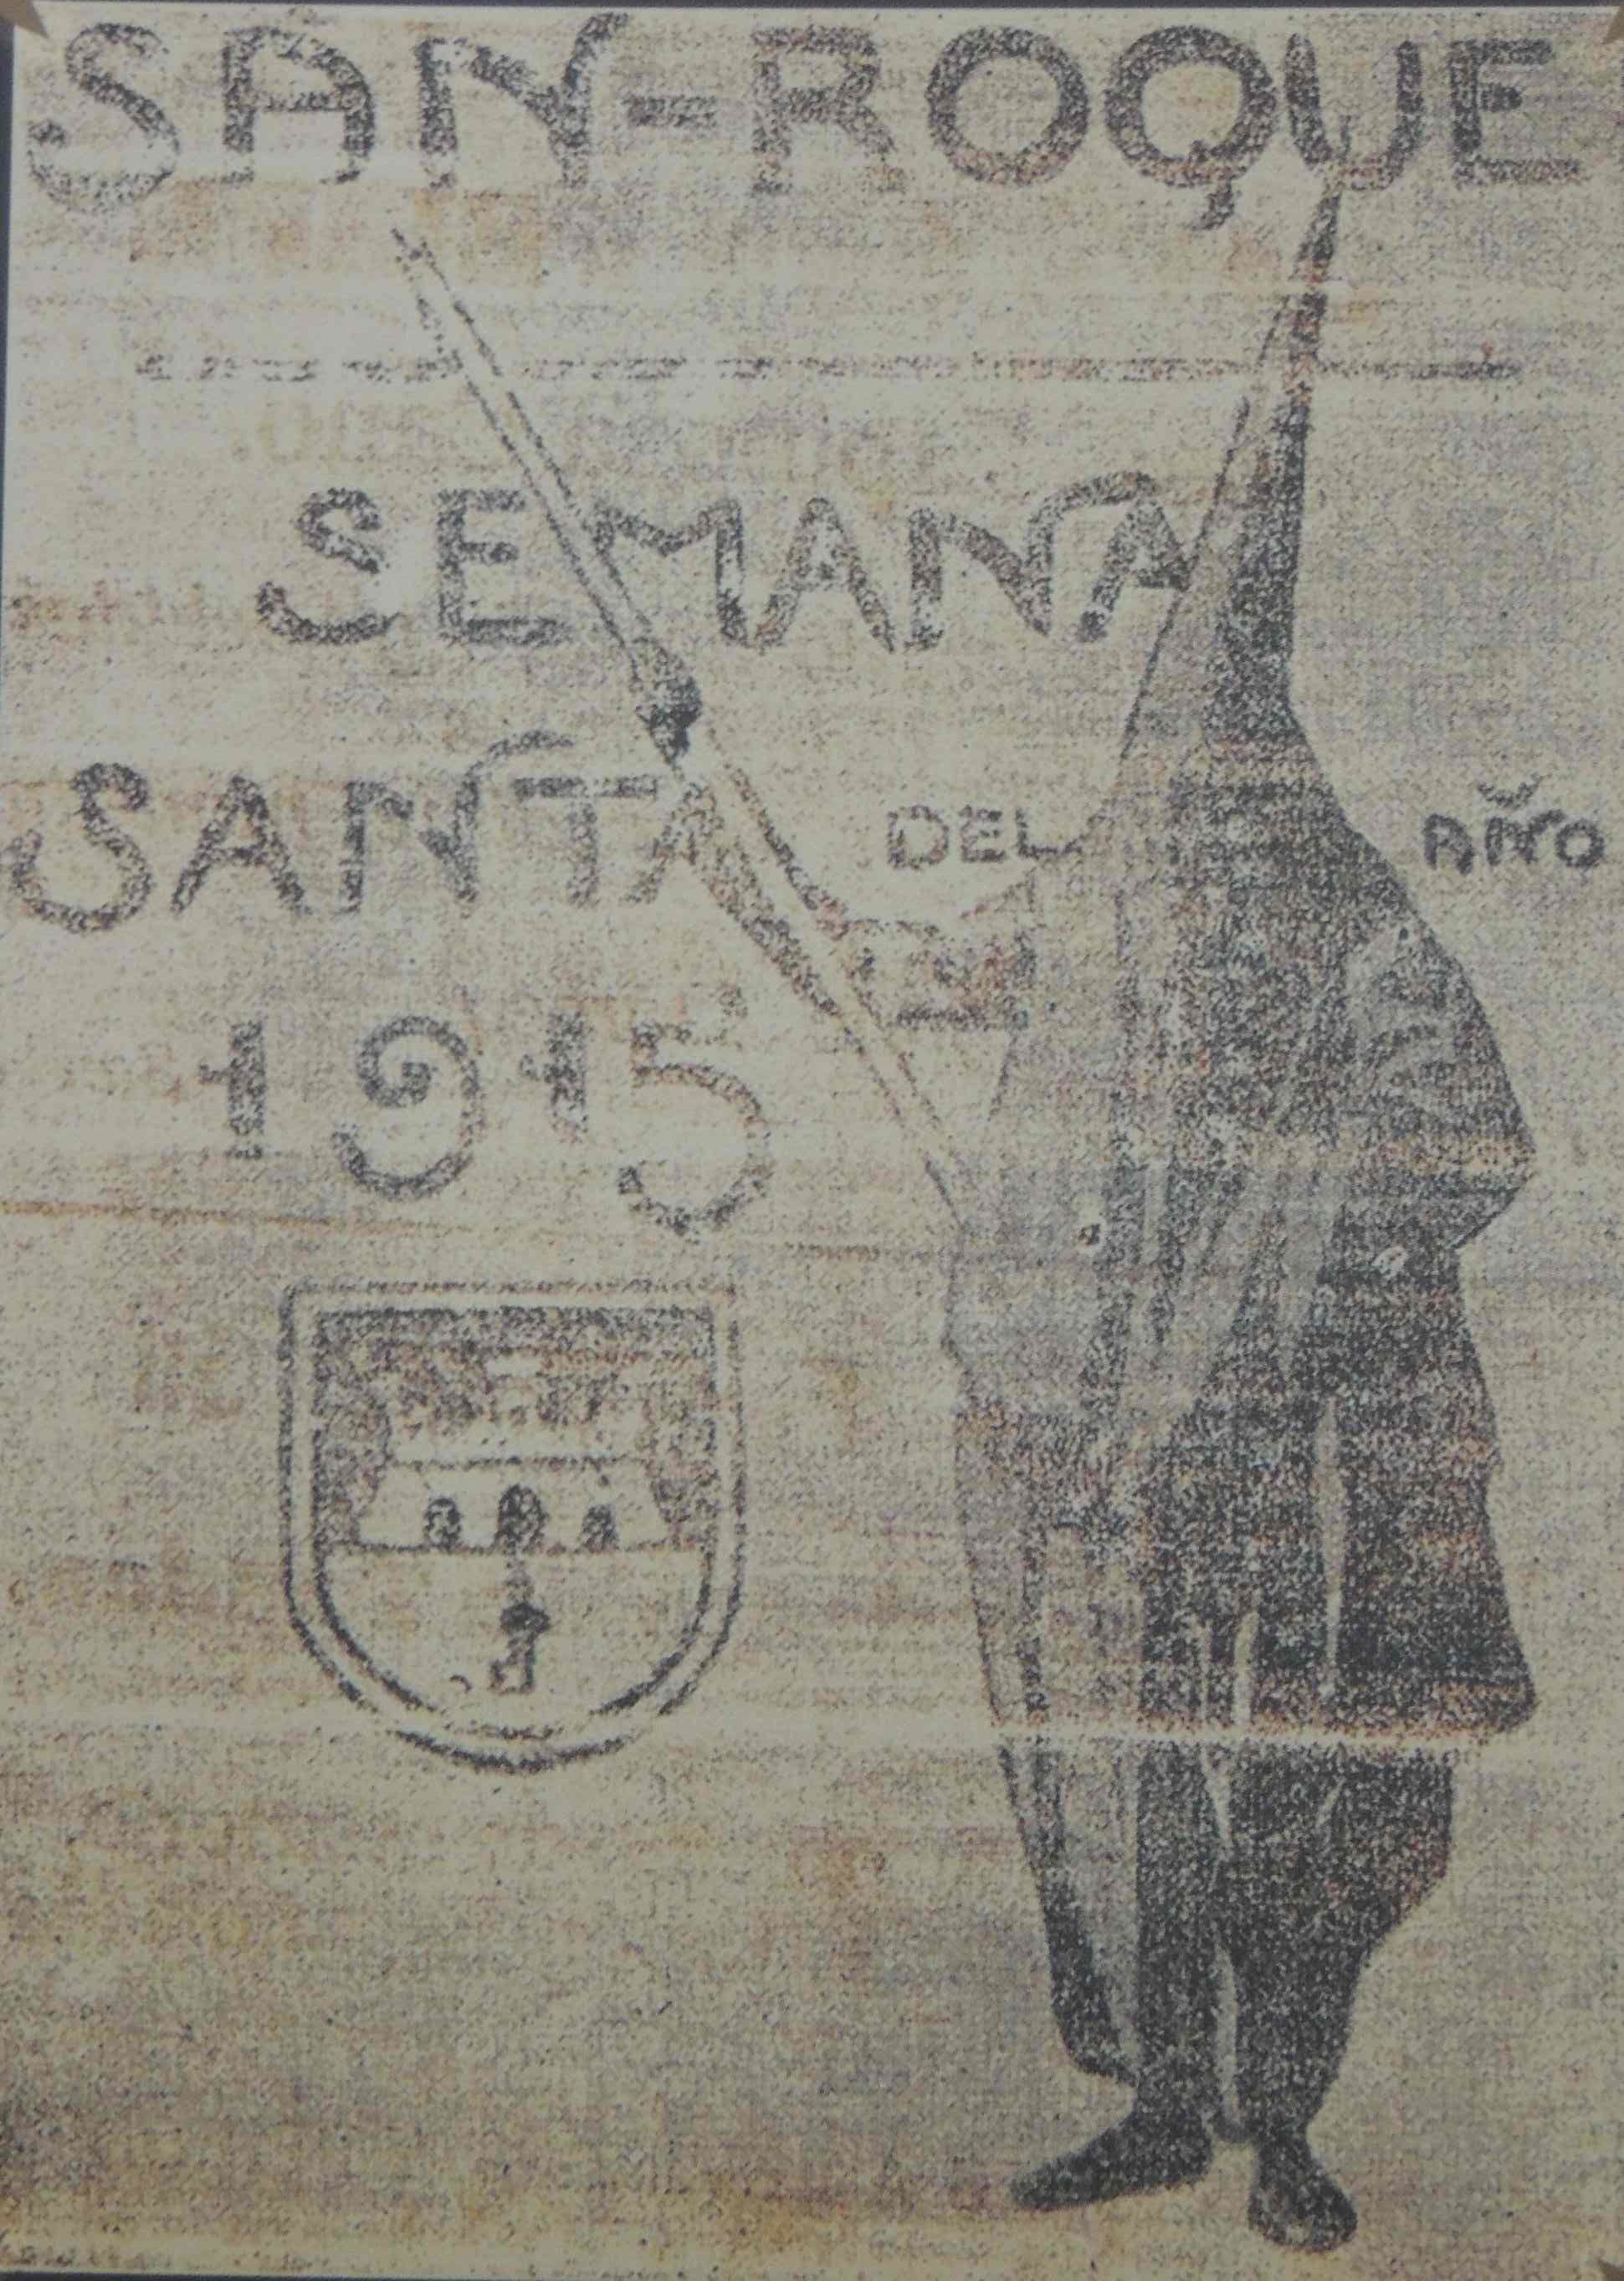 SAN-ROQUE
SEMANA
SANTA DEL AÑO
1915